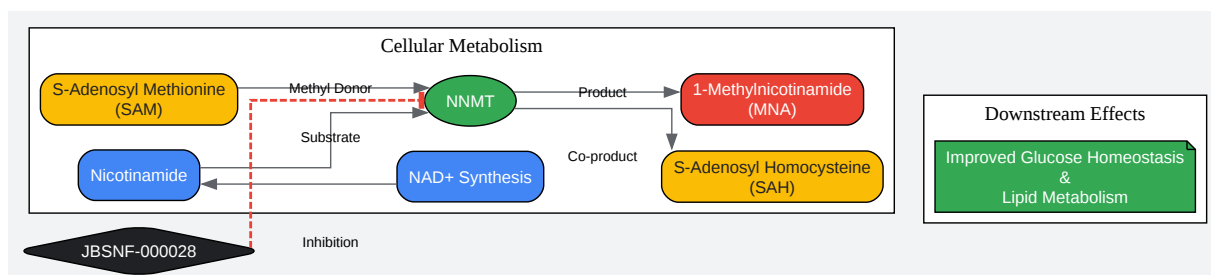 Cellular Metabolism
S-Adenosyl Methionine
(SAM)
Methyl Donor
NNMT
Product
1-Methylnicotinamide
(MNA)
Substrate
Nicotinamide
NAD+ Synthesis
Co-product
S-Adenosyl Homocysteine
(SAH)
JBSNF-000028
Inhibition
Downstream Effects
Improved Glucose Homeostasis
&
Lipid Metabolism